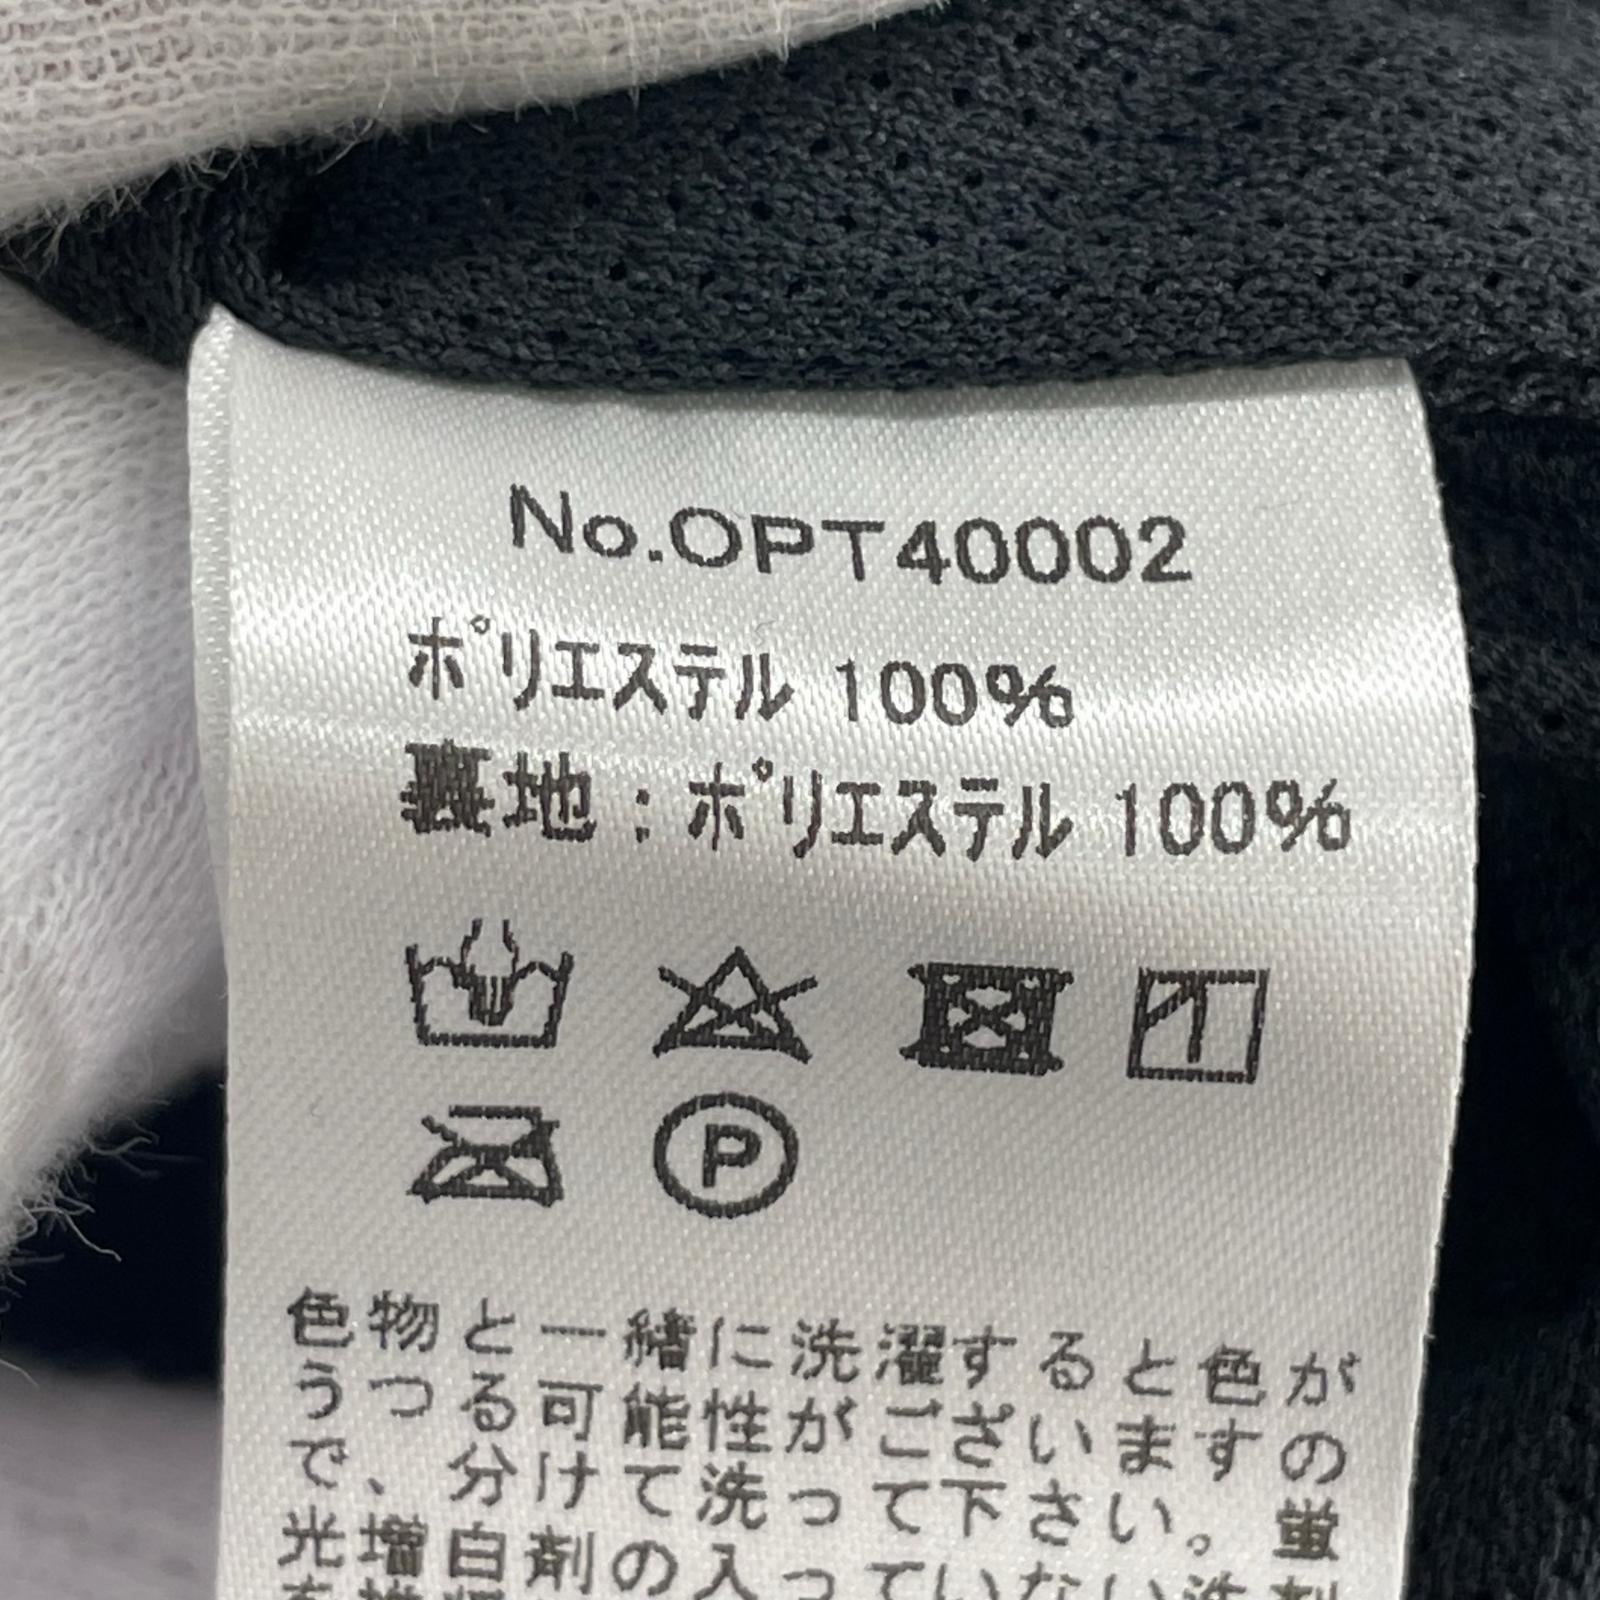 No.OPT40002
ポリエステル 100%
裏地：ポリエステル 100%
P
色物と一緒に洗濯すると色が
うつる可能性がございますの
で、分けて洗って下さい。蛍
光増白剤の入っていない洗剤
を